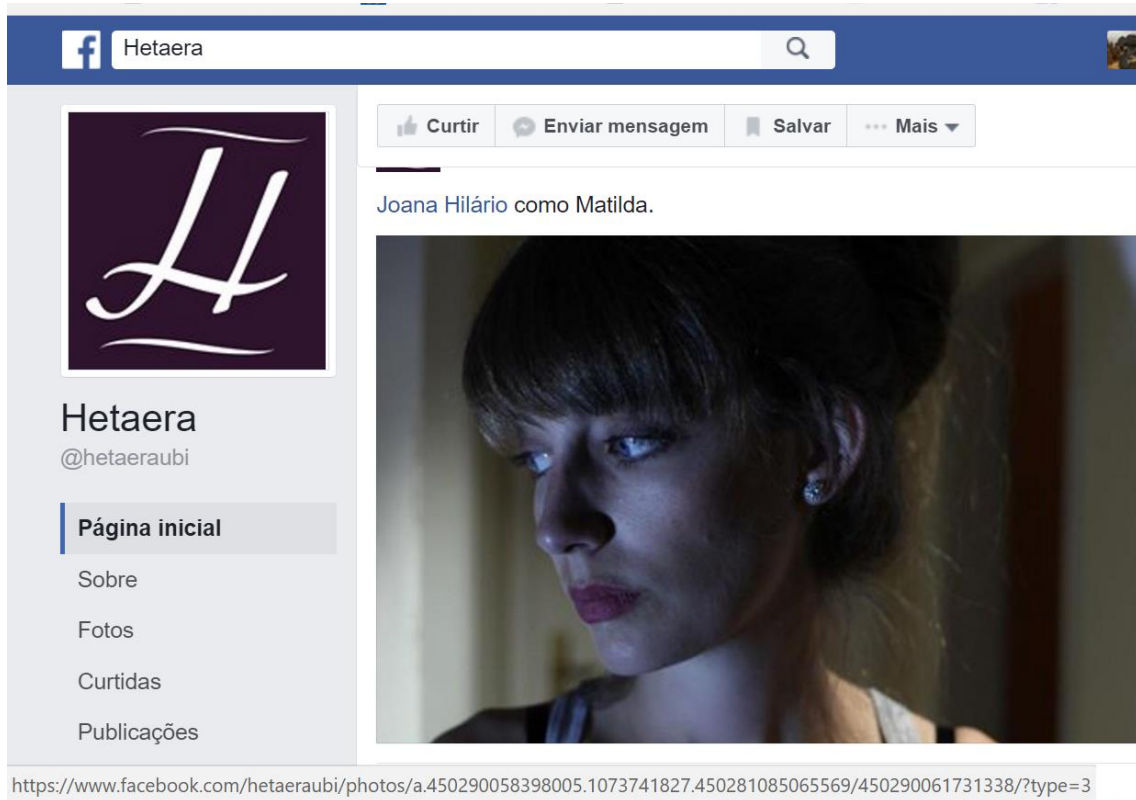 Hetaera
Curtir Enviar mensagem Salvar Mais
Joana Hilário como Matilda.
H
Hetaera
@hetaeraubi
Página inicial
Sobre
Fotos
Curtidas
Publicações
https://www.facebook.com/hetaeraubi/photos/a.450290058398005.1073741827.450281085065569/450290061731338/?type=3